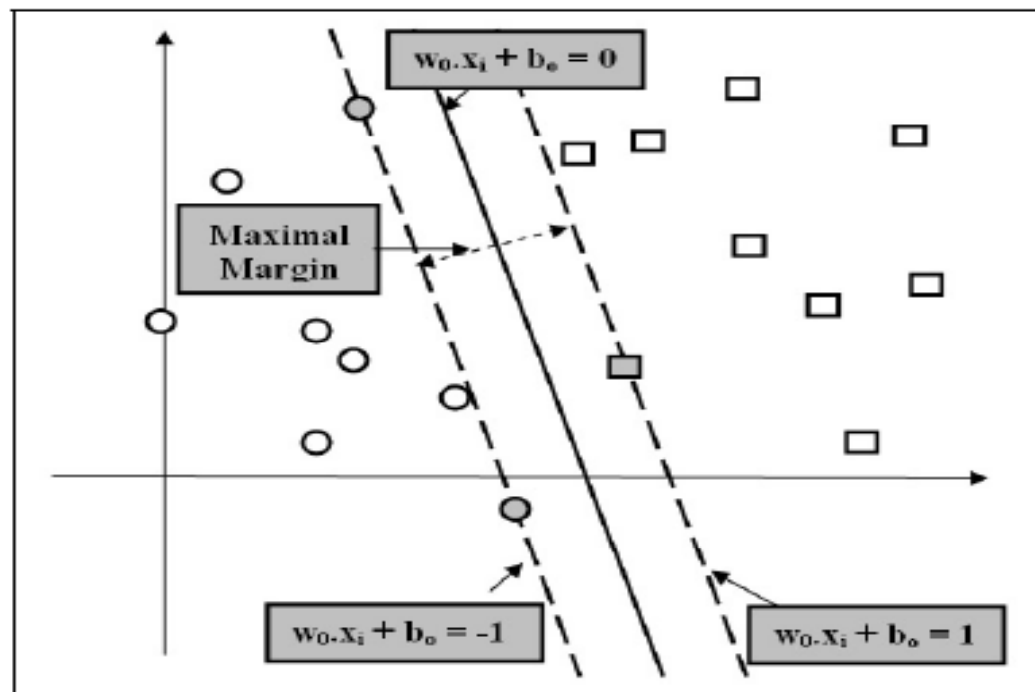 w₀.xᵢ + bₒ = 0
Maximal
Margin
w₀.xᵢ + bₒ = -1
w₀.xᵢ + bₒ = 1